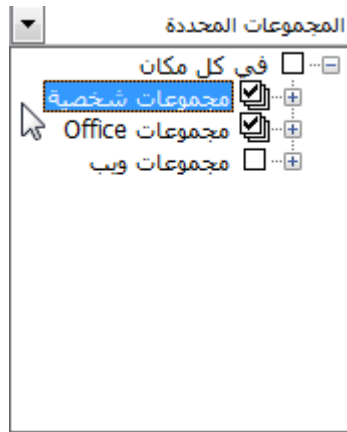 المجموعات المحددة
في كل مكان
مجموعات شخصية
مجموعات Office
مجموعات ويب